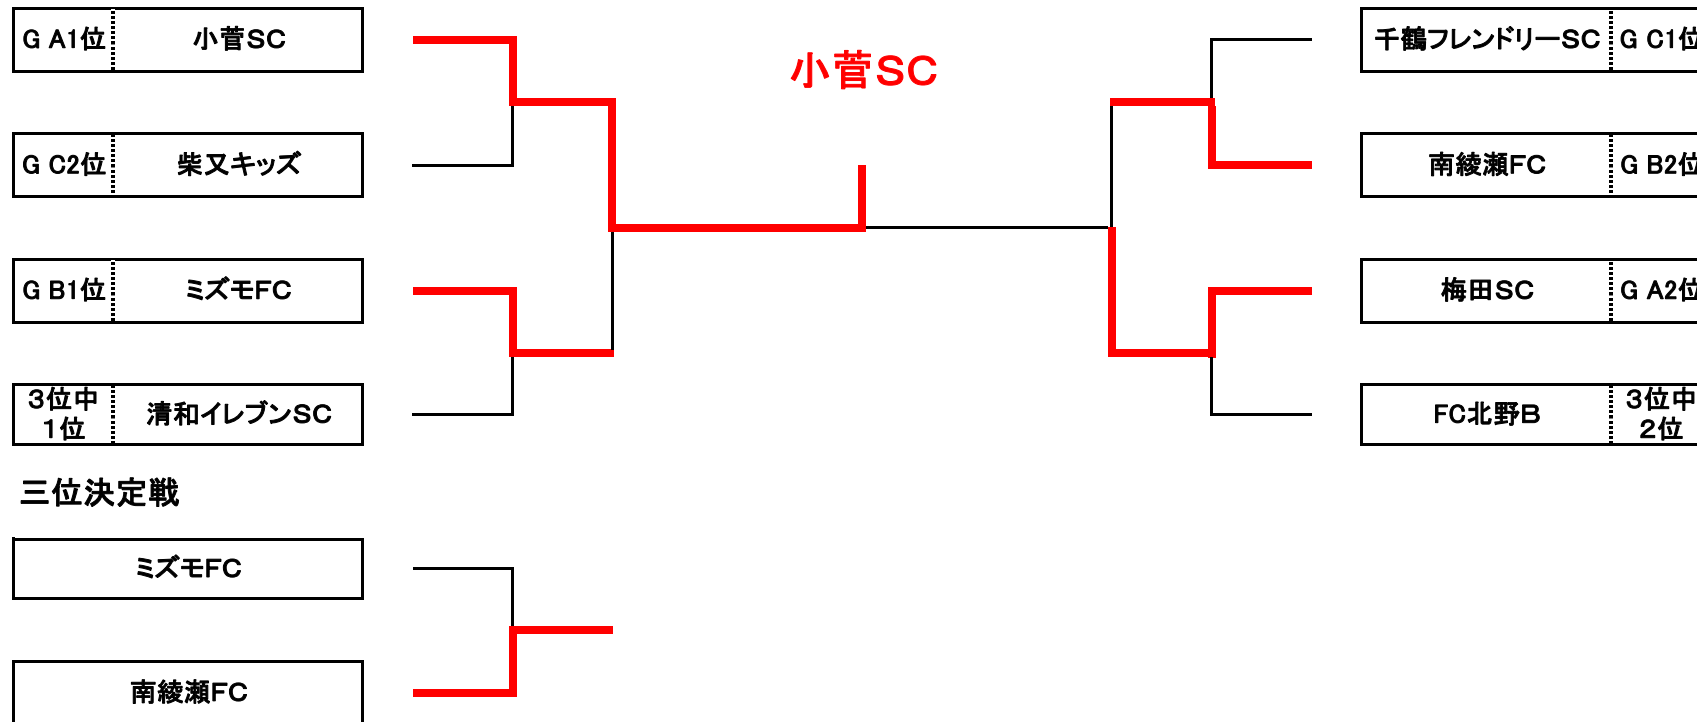 G A1位 小菅SC
小菅SC
千鶴フレンドリーSC G C1位
G C2位 柴又キッズ
南綾瀬FC G B2位
G B1位 ミズモFC
梅田SC G A2位
3位中
1位
清和イレブンSC
FC北野B
3位中
2位
三位決定戦
ミズモFC
南綾瀬FC